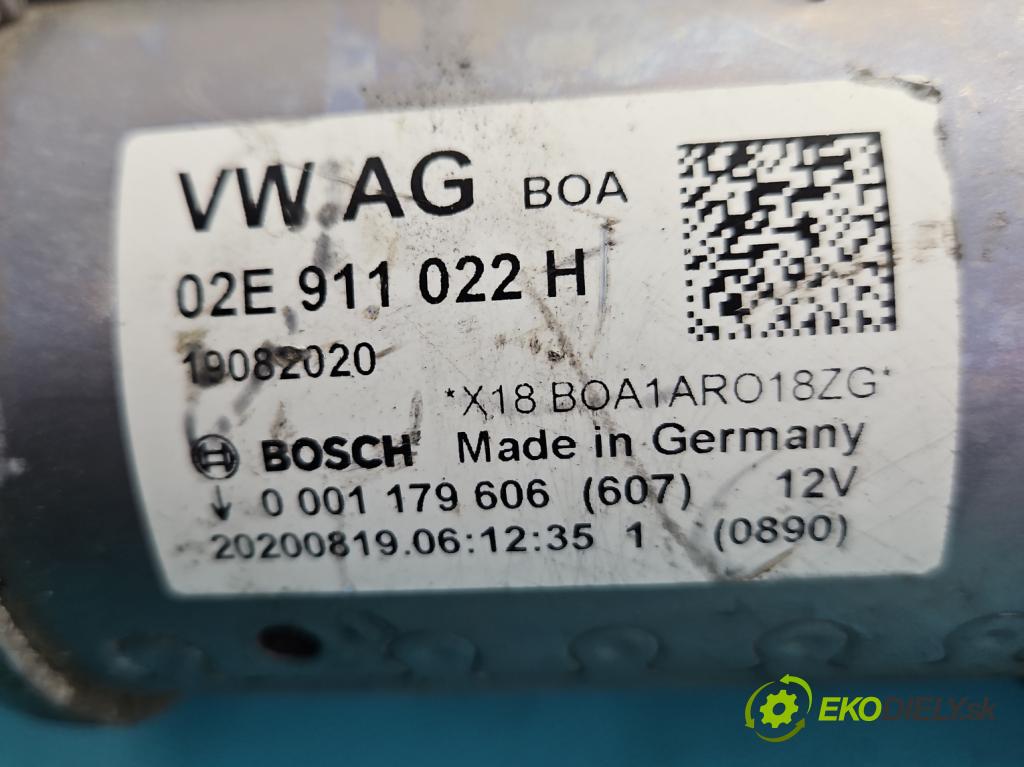 VW AG BOA
02E 911 022 H
19082020
*X18 BOA1ARO18ZG*
BOSCH Made in Germany
↓ 0 001 179 606 (607) 12V
20200819.06:12:35 1 (0890)
EKODIELY.sk